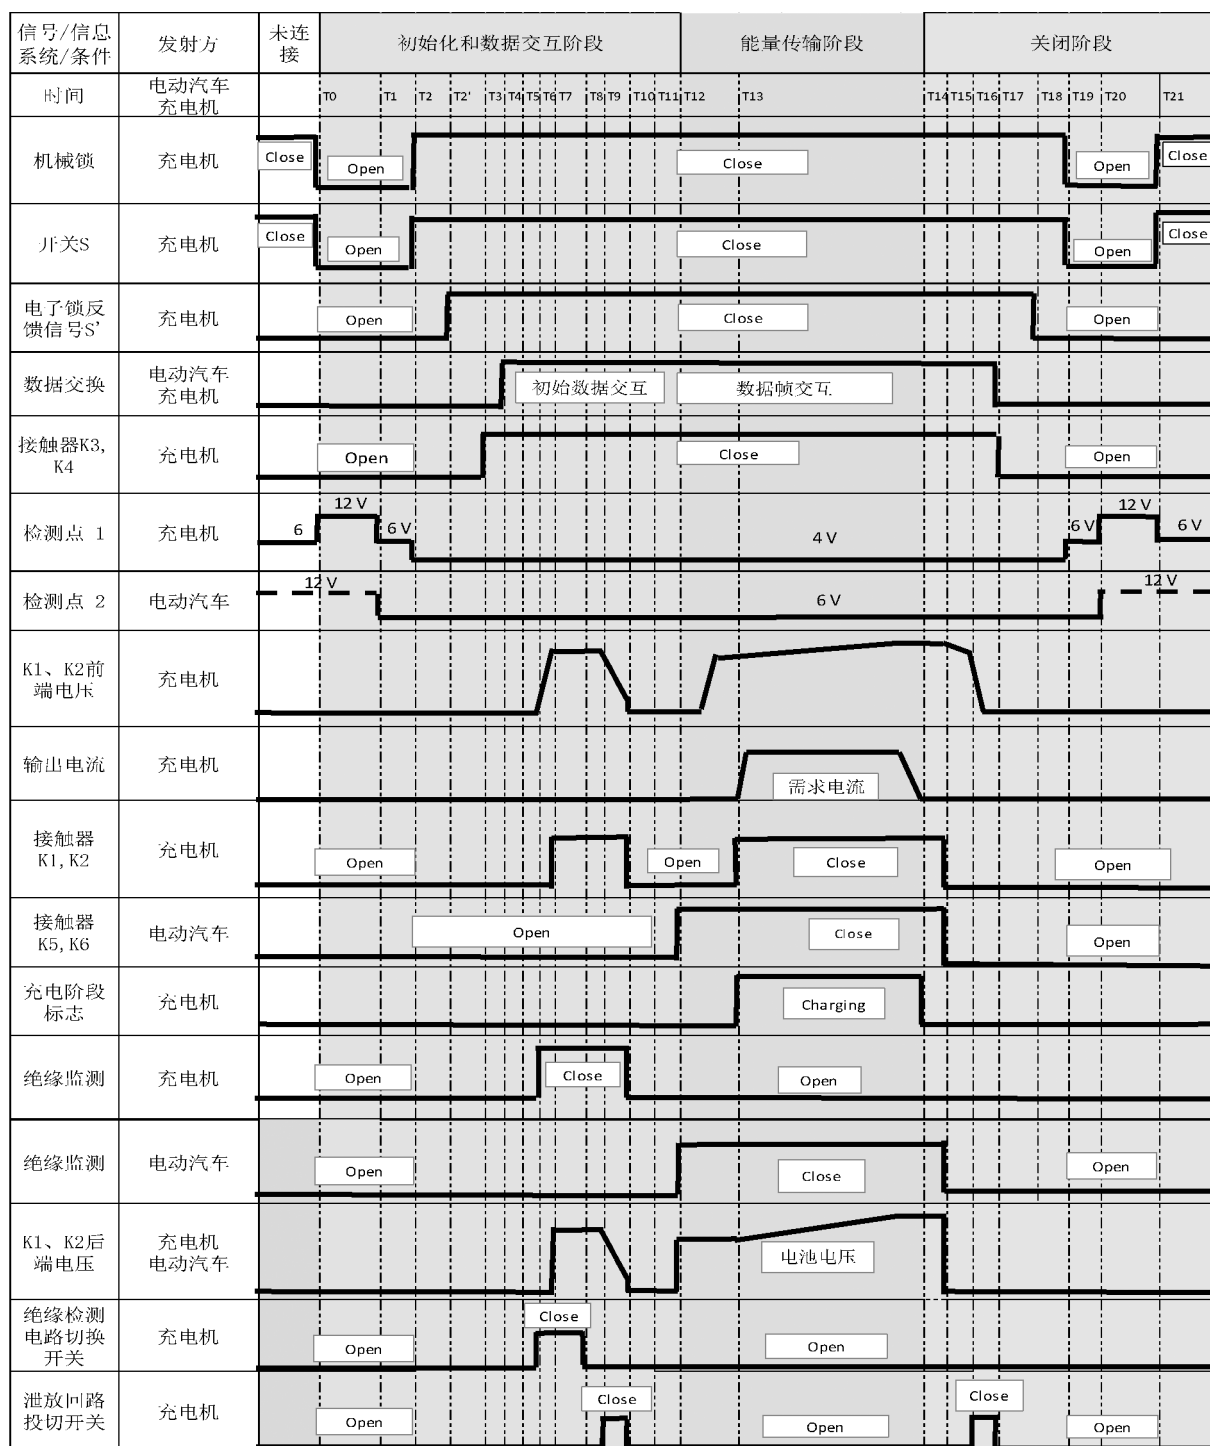 信号/信息
系统/条件
发射方
未连
接
初始化和数据交互阶段
能量传输阶段
关闭阶段
时间
电动汽车
充电机
T0
T1
T2
T2'
T3
T4
T5
T6
T7
T8
T9
T10
T11
T12
T13
T14
T15
T16
T17
T18
T19
T20
T21
机械锁
充电机
Close
Open
Close
Open
Close
开关S
充电机
Close
Open
Close
Open
Close
电子锁反
馈信号S'
充电机
Open
Close
Open
数据交换
电动汽车
充电机
初始数据交互
数据帧交互
接触器K3,
K4
充电机
Open
Close
Open
检测点 1
充电机
6
12 V
6 V
4 V
6 V
12 V
6 V
检测点 2
电动汽车
12 V
6 V
12 V
K1、K2前
端电压
充电机
输出电流
充电机
需求电流
接触器
K1,K2
充电机
Open
Open
Close
Open
接触器
K5,K6
电动汽车
Open
Close
Open
充电阶段
标志
充电机
Charging
绝缘监测
充电机
Open
Close
Open
绝缘监测
电动汽车
Open
Close
Open
K1、K2后
端电压
充电机
电动汽车
电池电压
绝缘检测
电路切换
开关
充电机
Open
Close
Open
泄放回路
投切开关
充电机
Open
Close
Open
Close
Open